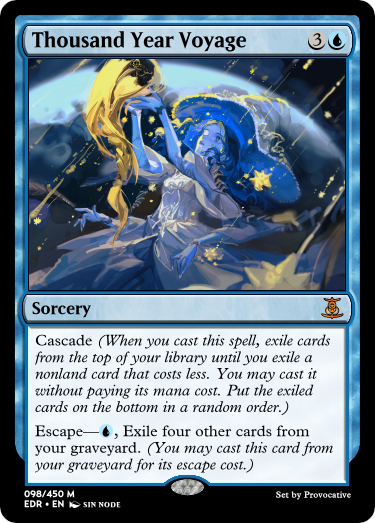 Thousand Year Voyage 3
Sorcery
Cascade (When you cast this spell, exile cards
from the top of your library until you exile a
nonland card that costs less. You may cast it
without paying its mana cost. Put the exiled
cards on the bottom in a random order.)
Escape—, Exile four other cards from
your graveyard. (You may cast this card from
your graveyard for its escape cost.)
098/450 M
EDR • EN SIN NODE
Set by Provocative